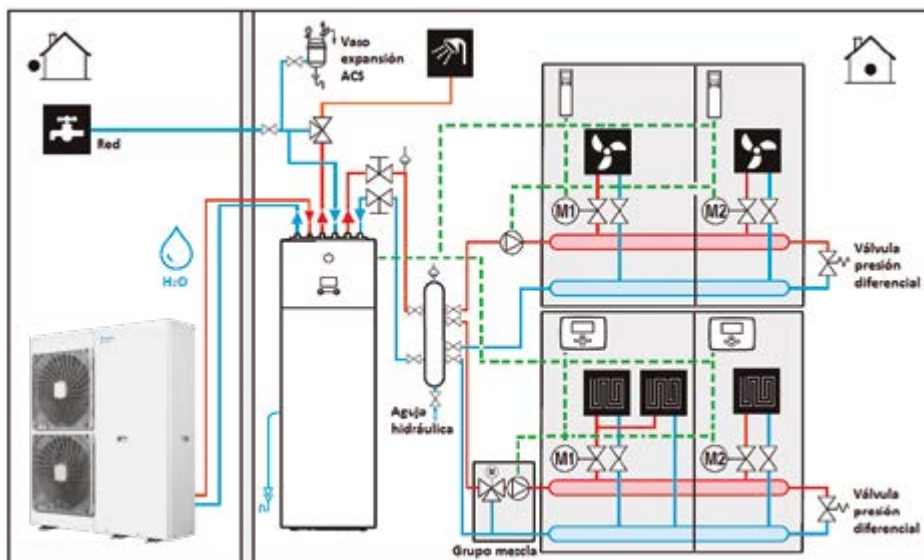 Vaso
expansión
ACS
Red
H₂O
Aguja
hidráulica
Grupo mezcla
M1
M2
Válvula
presión
diferencial
M1
M2
Válvula
presión
diferencial